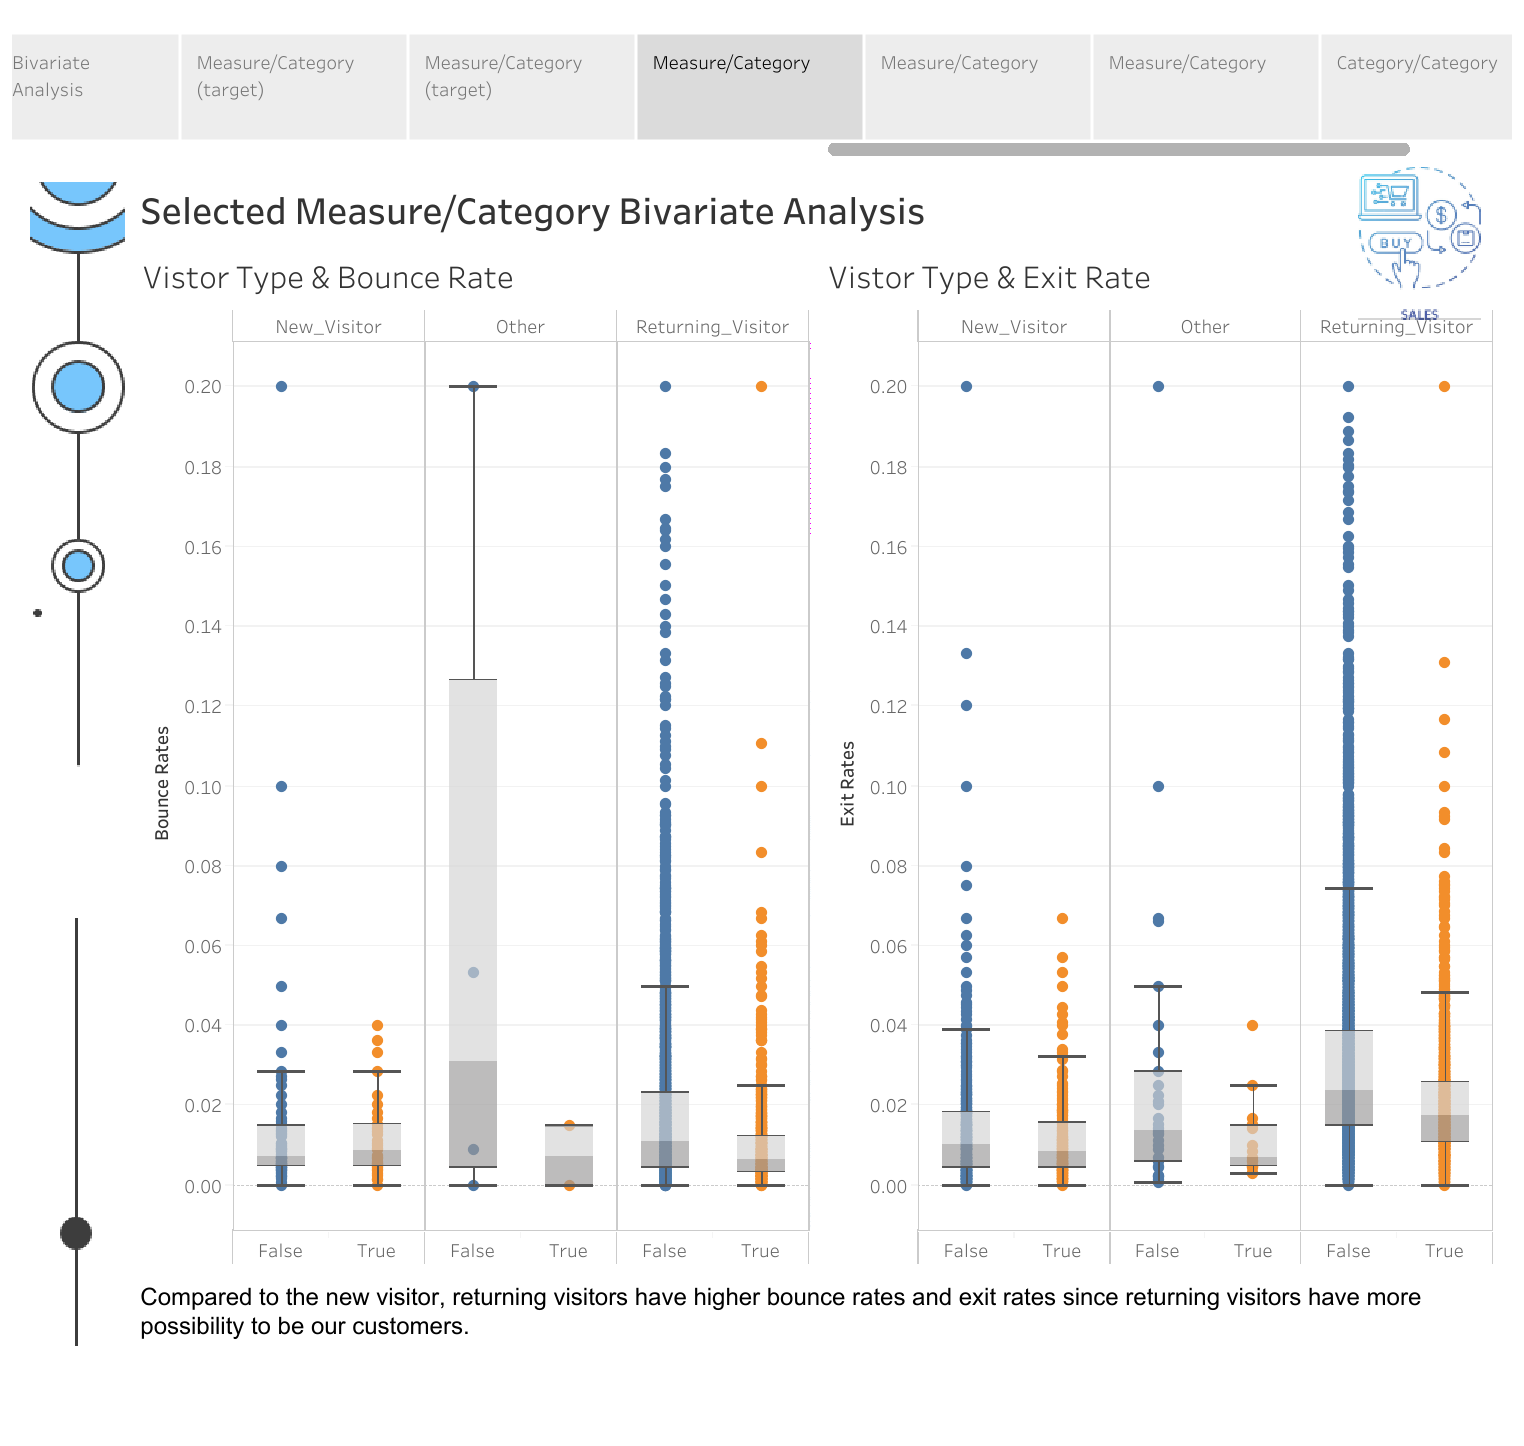 Bivariate
Analysis
Measure/Category
(target)
Measure/Category
(target)
Measure/Category
Measure/Category
Measure/Category
Category/Category
Selected Measure/Category Bivariate Analysis
BUY
$
SALES
Vistor Type & Bounce Rate
New_Visitor
Other
Returning_Visitor
0.20
0.18
0.16
0.14
0.12
0.10
0.08
0.06
0.04
0.02
0.00
Bounce Rates
False
True
False
True
False
True
Vistor Type & Exit Rate
New_Visitor
Other
Returning_Visitor
0.20
0.18
0.16
0.14
0.12
0.10
0.08
0.06
0.04
0.02
0.00
Exit Rates
False
True
False
True
False
True
Compared to the new visitor, returning visitors have higher bounce rates and exit rates since returning visitors have more
possibility to be our customers.